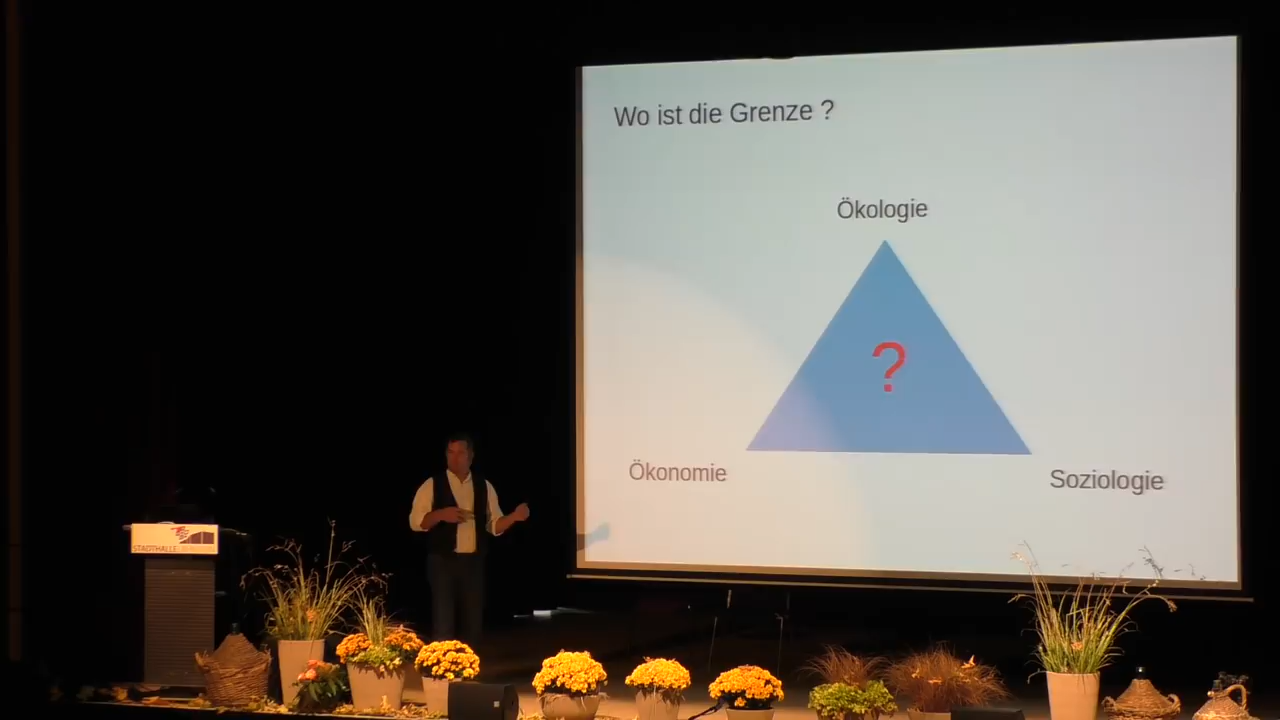 Wo ist die Grenze ?
Ökologie
?
Ökonomie
Soziologie
STADTHALLE